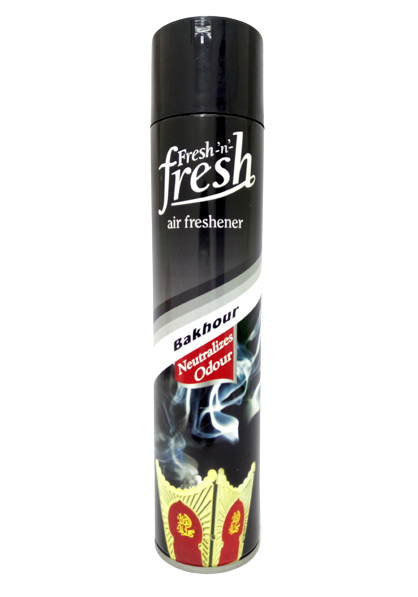 Fresh-'n'-
fresh
air freshener
Bakhour
Neutralizes
Odour